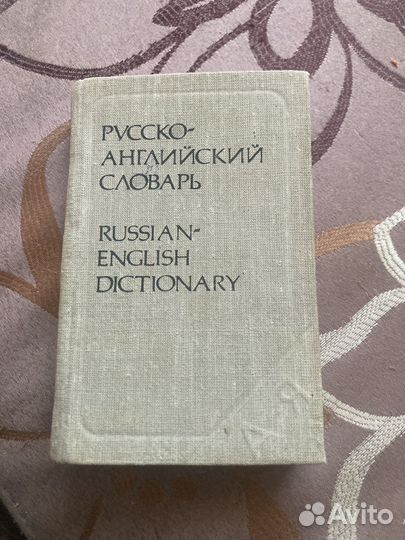 РУССКО-
АНГЛИЙСКИЙ
СЛОВАРЬ
RUSSIAN-
ENGLISH
DICTIONARY
А-Я
Avito